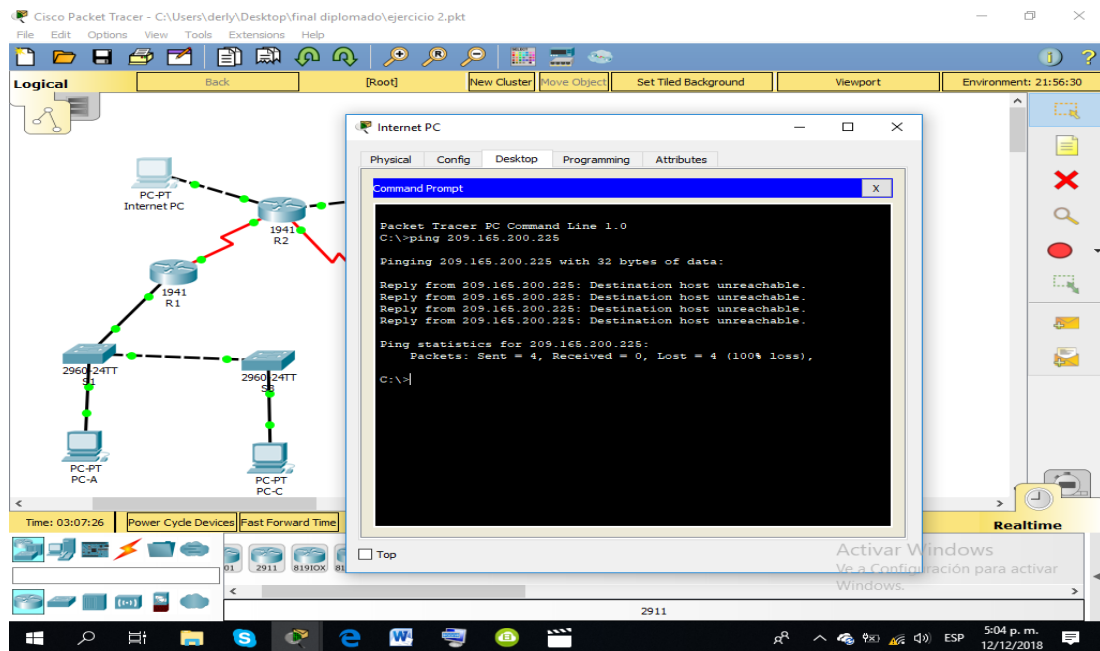 Cisco Packet Tracer - C:\Users\derly\Desktop\final diplomado\ejercicio 2.pkt
File Edit Options View Tools Extensions Help
Logical Back [Root] New Cluster Move Object Set Tiled Background Viewport Environment: 21:56:30
Internet PC
Physical Config Desktop Programming Attributes
Command Prompt X
Packet Tracer PC Command Line 1.0
C:\>ping 209.165.200.225
Pinging 209.165.200.225 with 32 bytes of data:
Reply from 209.165.200.225: Destination host unreachable.
Reply from 209.165.200.225: Destination host unreachable.
Reply from 209.165.200.225: Destination host unreachable.
Reply from 209.165.200.225: Destination host unreachable.
Ping statistics for 209.165.200.225:
Packets: Sent = 4, Received = 0, Lost = 4 (100% loss),
C:\>
Top
PC-PT
Internet PC
1941
R2
1941
R1
2960-24TT
S1
2960-24TT
S3
PC-PT
PC-A
PC-PT
PC-C
Time: 03:07:26 Power Cycle Devices Fast Forward Time Realtime
2911 819IOX
Activar Windows
Ve a Configuración para activar
Windows.
2911
ESP
5:04 p. m.
12/12/2018